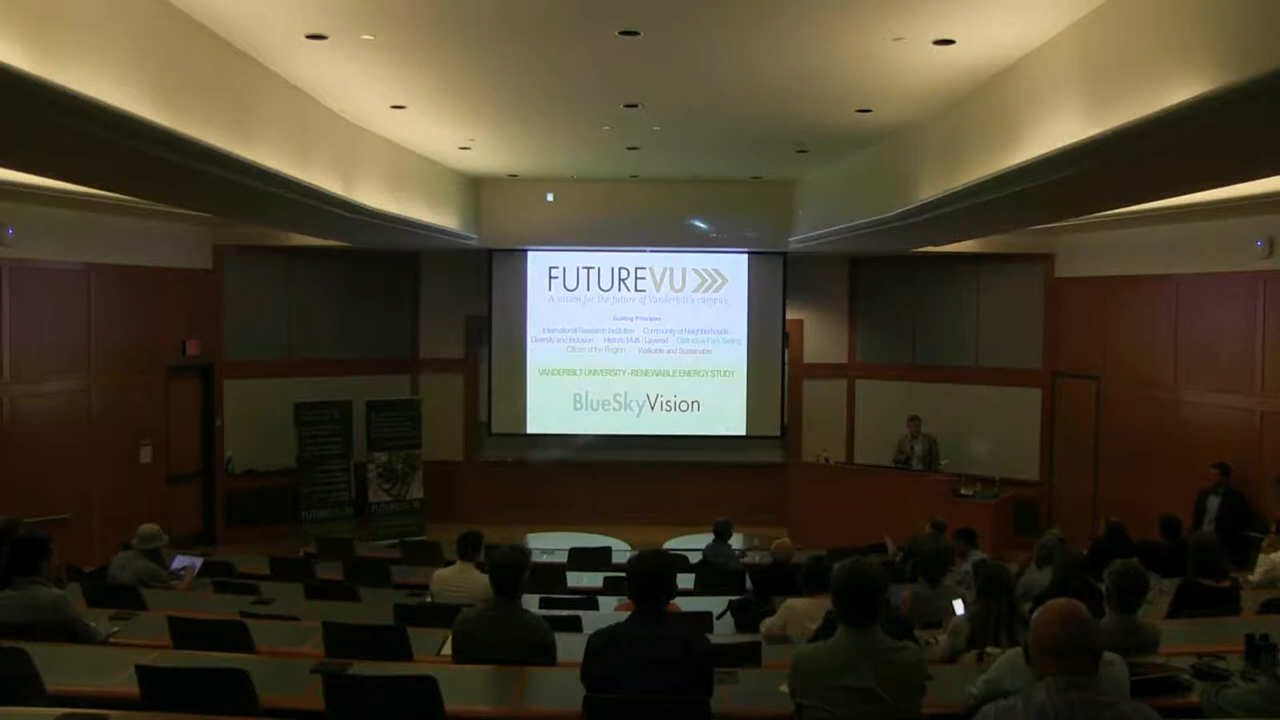 FUTUREVU
A vision for the future of Vanderbilt's campus
Guiding Principles
International Research Institution Community of Neighborhoods
Diversity and Inclusion Historic Multi - Layered Distinctive Park Setting
Citizen of the Region Walkable and Sustainable
VANDERBILT UNIVERSITY - RENEWABLE ENERGY STUDY
BlueSkyVision
FUTUREVU
FUTUREVU